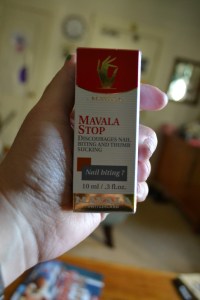 MAVALA
STOP
DISCOURAGES NAIL
BITING AND THUMB
SUCKING
Nail biting ?
10 ml / .3 fl.oz.